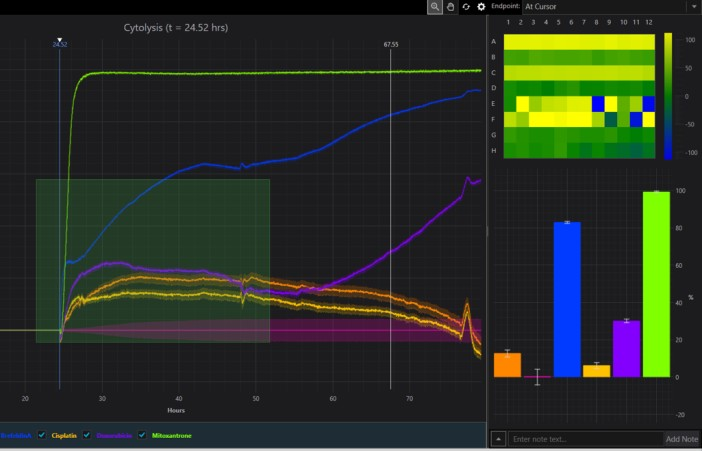 Endpoint: At Cursor
Cytolysis (t = 24.52 hrs)
24.52
67.55
1 2 3 4 5 6 7 8 9 10 11 12
A
B
C
D
E
F
G
H
100
50
0
-50
-100
100
80
60
40
20
0
-20
%
20 30 40 50 60 70
Hours
Cisplatin
Mitoxantrone
Enter note text...
Add Note